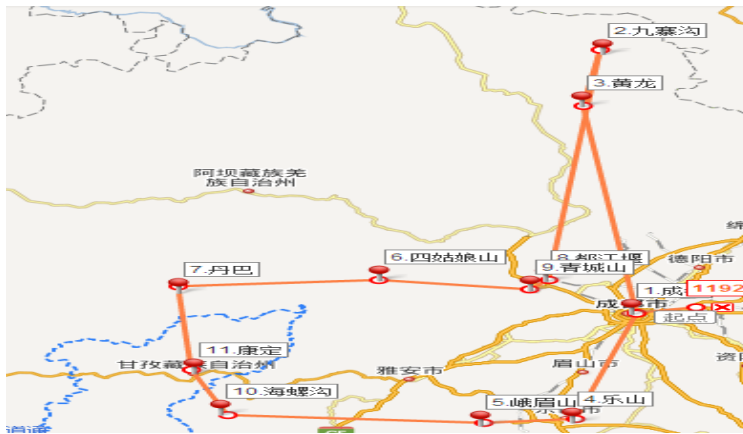 2.九寨沟
3.黄龙
阿坝藏族羌
族自治州
绵
6.四姑娘山
8.都江堰
德阳市
7.丹巴
9.青城山
1.成
1192
成
市
起点
11.康定
甘孜藏族自治州
雅安市
眉山市
资
10.海螺沟
5.峨眉山
4.乐山
市